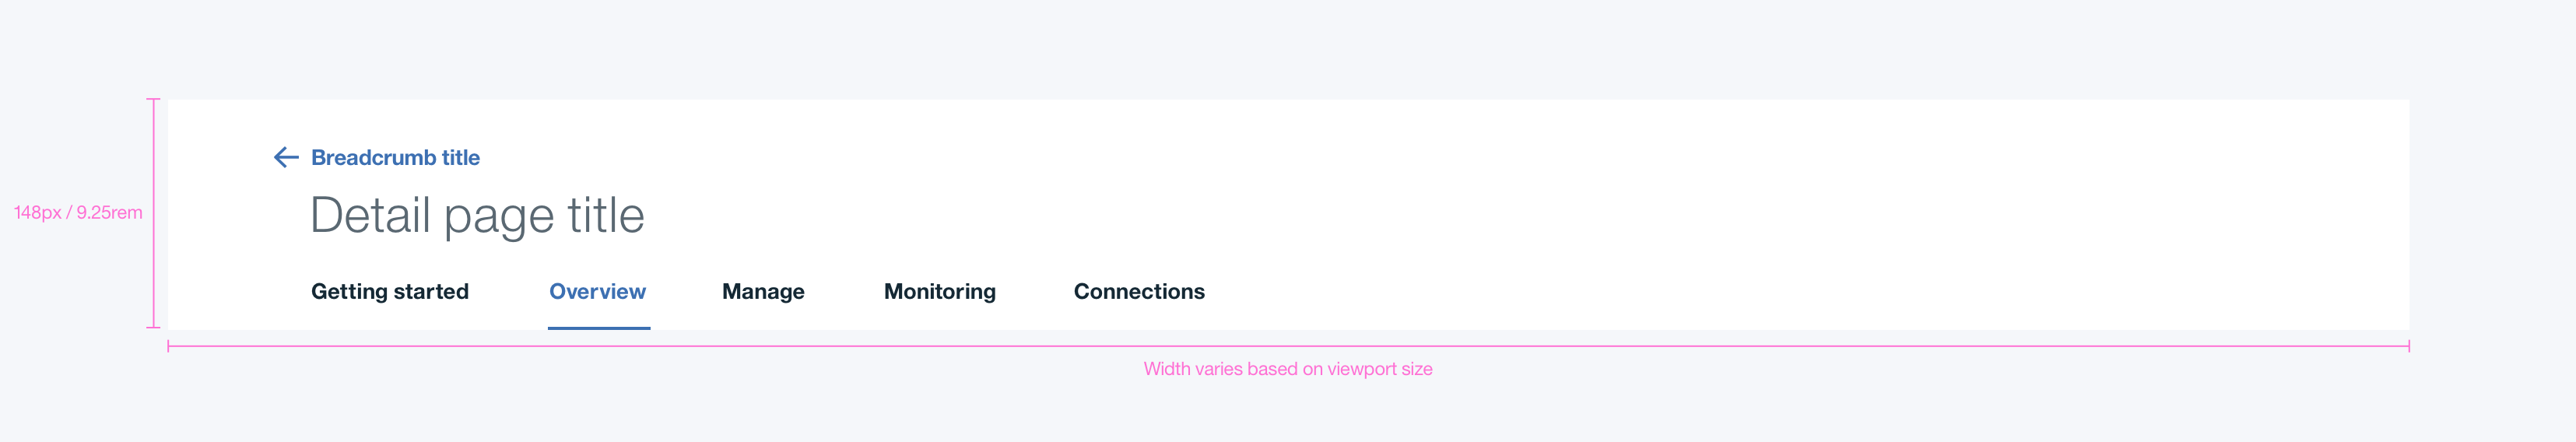 Breadcrumb title
Detail page title
148px / 9.25rem
Getting started Overview Manage Monitoring Connections
Width varies based on viewport size